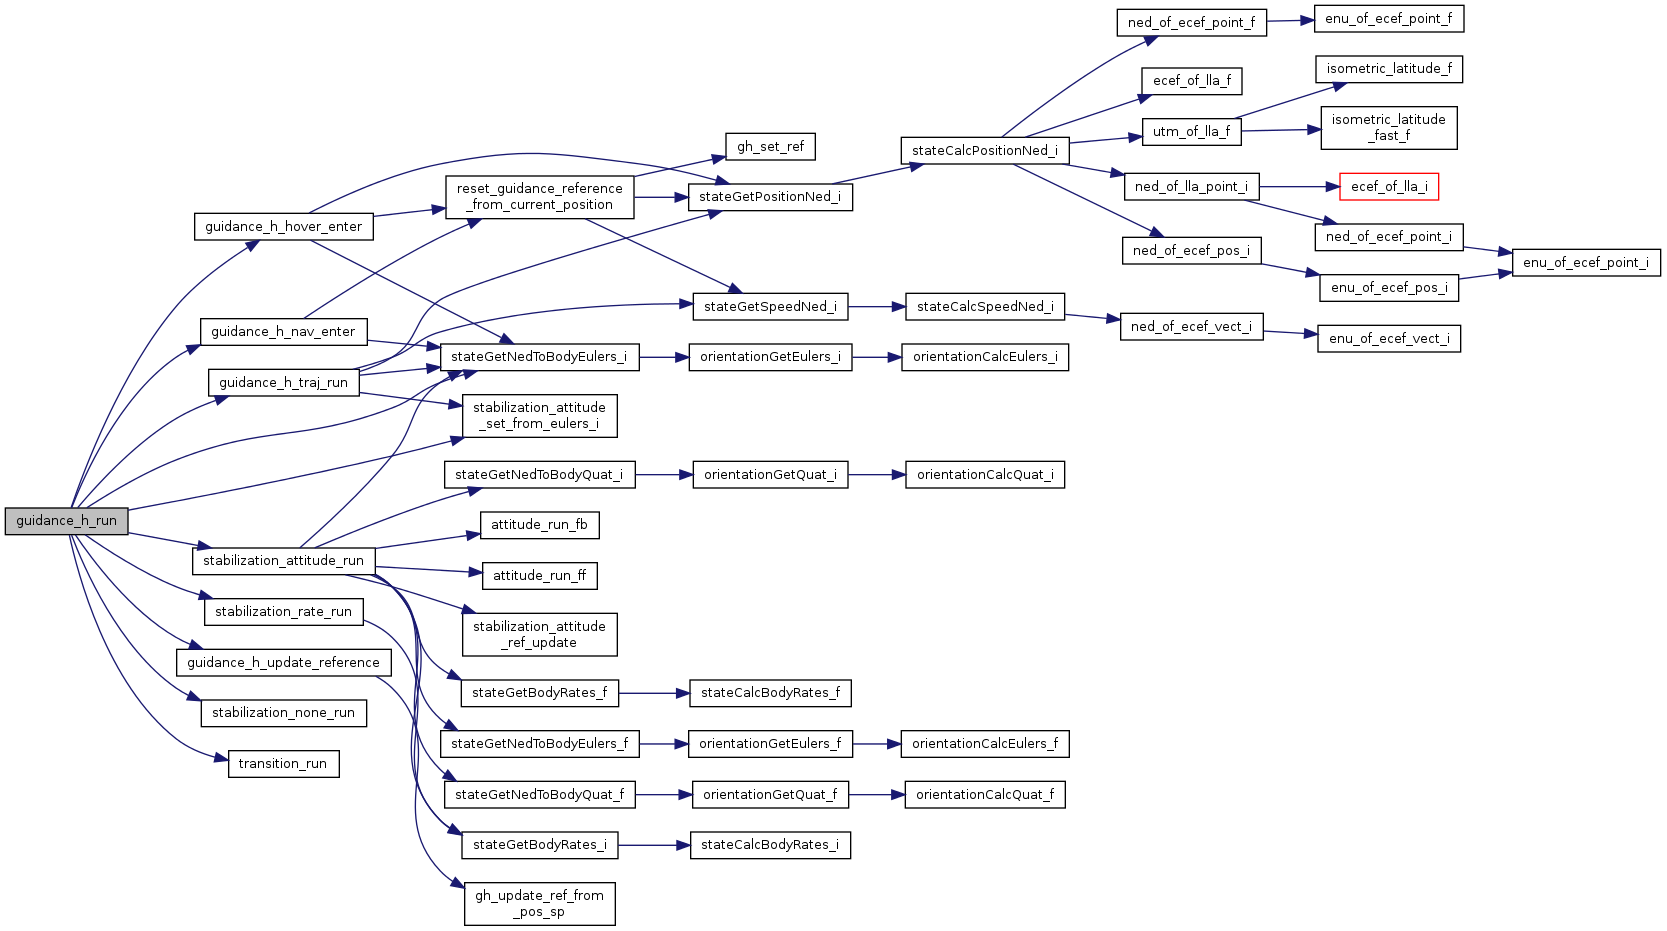 guidance_h_run
guidance_h_hover_enter
guidance_h_nav_enter
guidance_h_traj_run
stabilization_attitude_run
stabilization_rate_run
guidance_h_update_reference
stabilization_none_run
transition_run
reset_guidance_reference
_from_current_position
stateGetNedToBodyEulers_i
stabilization_attitude
_set_from_eulers_i
stateGetNedToBodyQuat_i
attitude_run_fb
attitude_run_ff
stabilization_attitude
_ref_update
stateGetBodyRates_f
stateGetNedToBodyEulers_f
stateGetNedToBodyQuat_f
stateGetBodyRates_i
gh_update_ref_from
_pos_sp
gh_set_ref
stateGetPositionNed_i
stateGetSpeedNed_i
orientationGetEulers_i
orientationGetQuat_i
stateCalcBodyRates_f
orientationGetEulers_f
orientationGetQuat_f
stateCalcBodyRates_i
stateCalcPositionNed_i
stateCalcSpeedNed_i
orientationCalcEulers_i
orientationCalcQuat_i
orientationCalcEulers_f
orientationCalcQuat_f
ned_of_ecef_point_f
ecef_of_lla_f
utm_of_lla_f
ned_of_lla_point_i
ned_of_ecef_pos_i
ned_of_ecef_vect_i
enu_of_ecef_point_f
isometric_latitude_f
isometric_latitude
_fast_f
ecef_of_lla_i
ned_of_ecef_point_i
enu_of_ecef_pos_i
enu_of_ecef_vect_i
enu_of_ecef_point_i